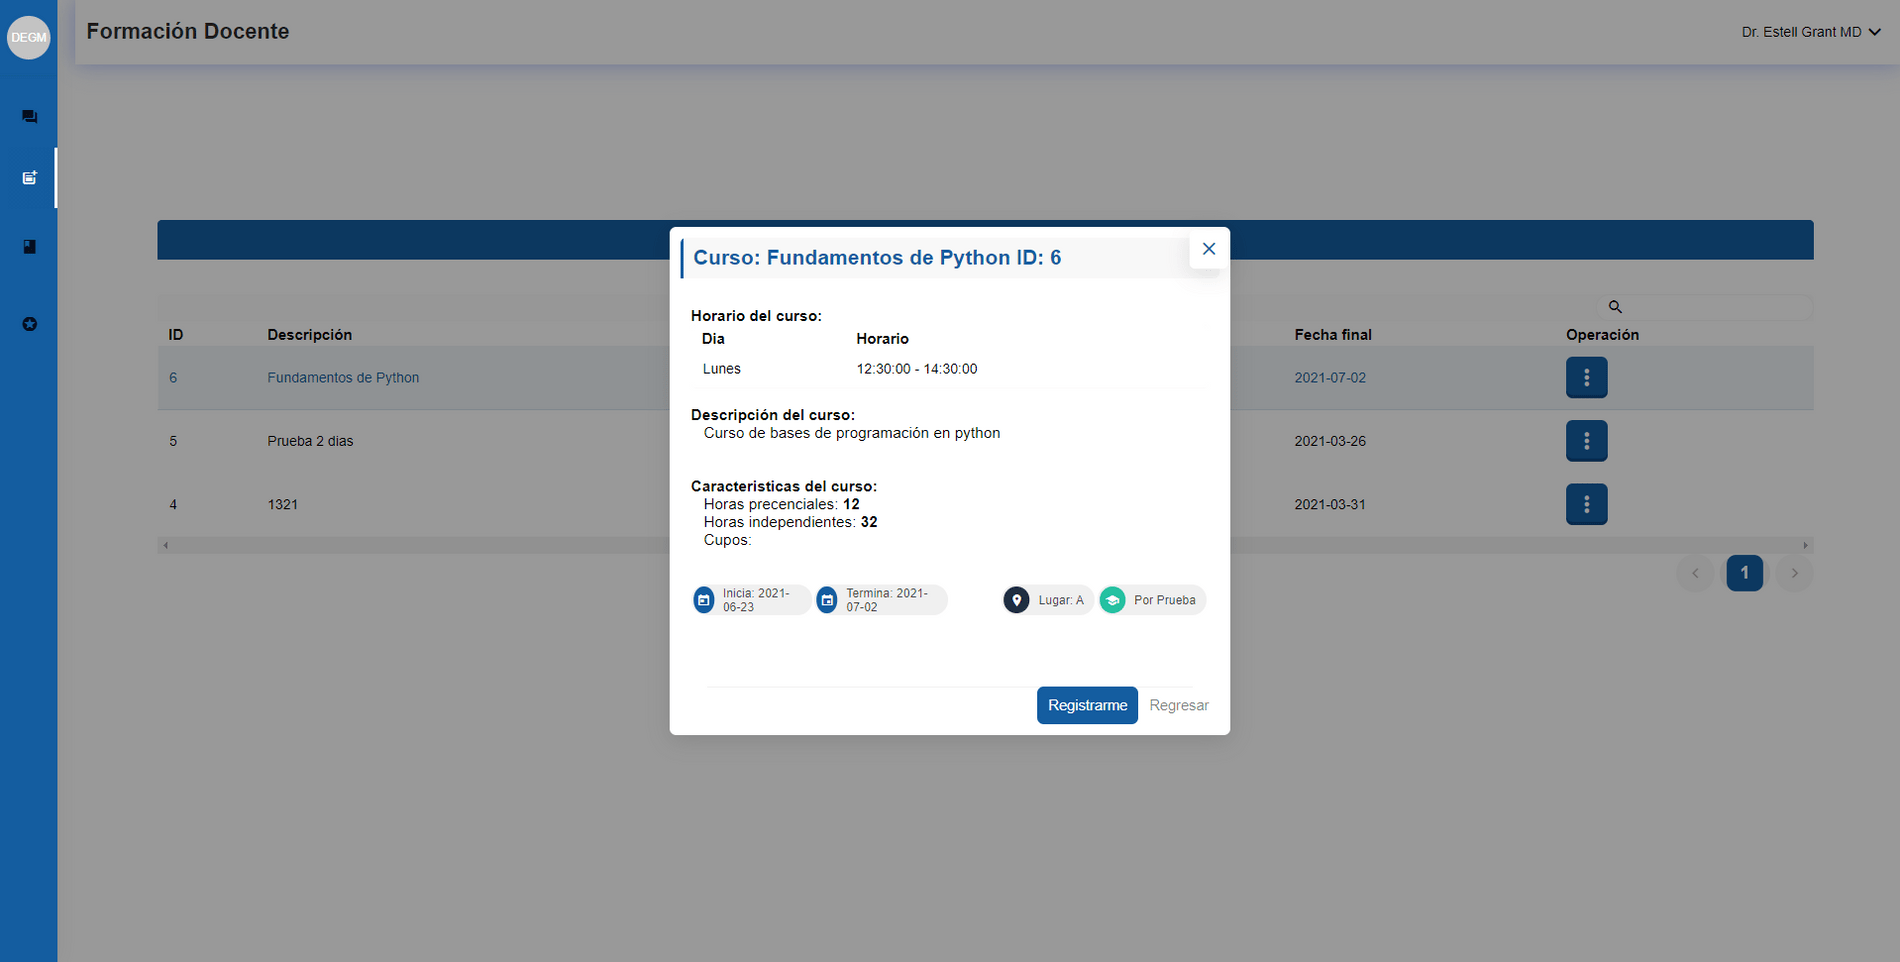 DEGM
Formación Docente
Dr. Estell Grant MD
Curso: Fundamentos de Python ID: 6
Horario del curso:
Dia Horario
Lunes 12:30:00 - 14:30:00
Descripción del curso:
Curso de bases de programación en python
Caracteristicas del curso:
Horas precenciales: 12
Horas independientes: 32
Cupos:
Inicia: 2021-
06-23
Termina: 2021-
07-02
Lugar: A
Por Prueba
Registrarme Regresar
ID Descripción Fecha final Operación
6 Fundamentos de Python 2021-07-02
5 Prueba 2 dias 2021-03-26
4 1321 2021-03-31
1